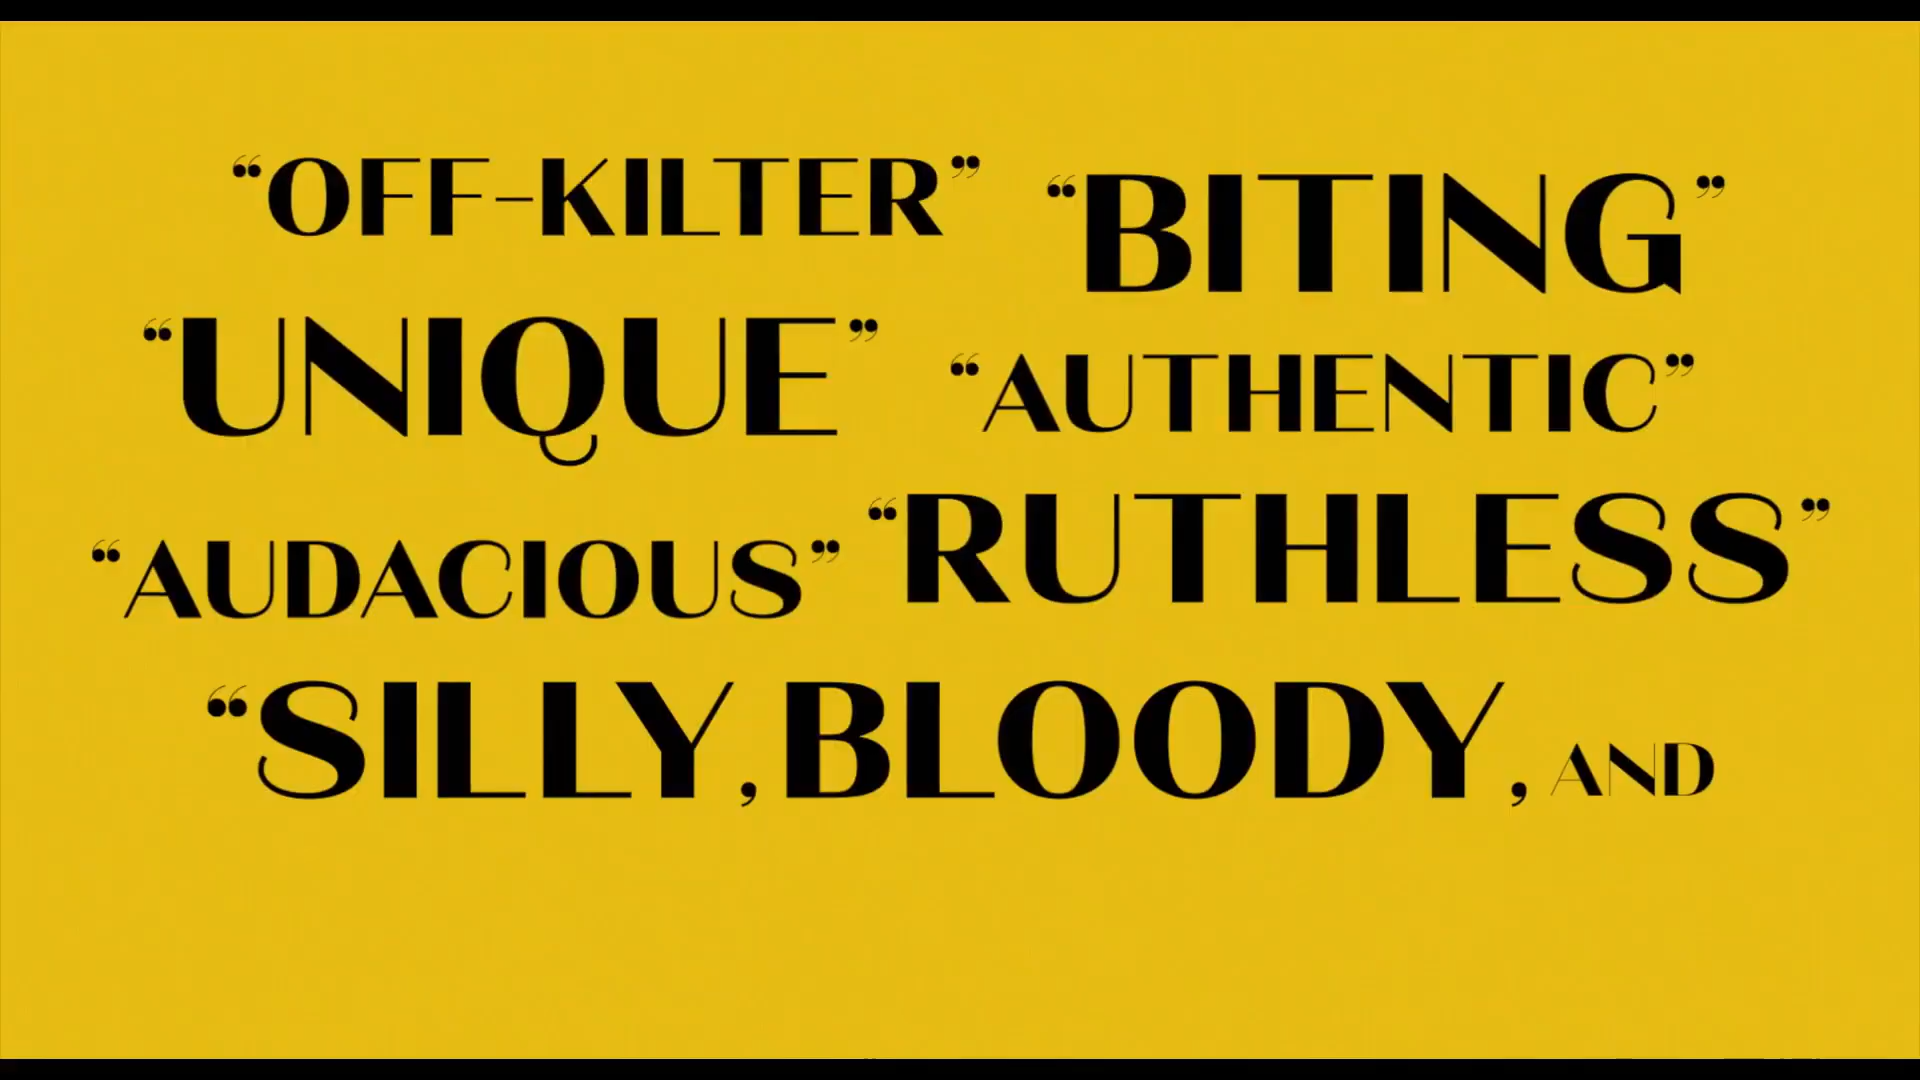 “OFF-KILTER” “BITING”
“UNIQUE” “AUTHENTIC”
“AUDACIOUS” “RUTHLESS”
“SILLY, BLOODY, AND